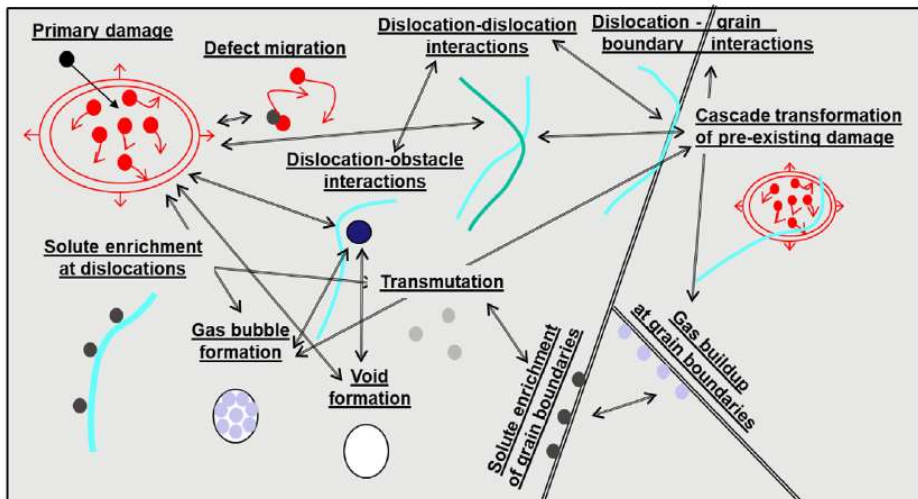 Primary damage
Defect migration
Dislocation-dislocation
interactions
Dislocation - grain
boundary interactions
Cascade transformation
of pre-existing damage
Dislocation-obstacle
interactions
Solute enrichment
at dislocations
Transmutation
Gas bubble
formation
Void
formation
Solute enrichment
of grain boundaries
Gas buildup
at grain boundaries